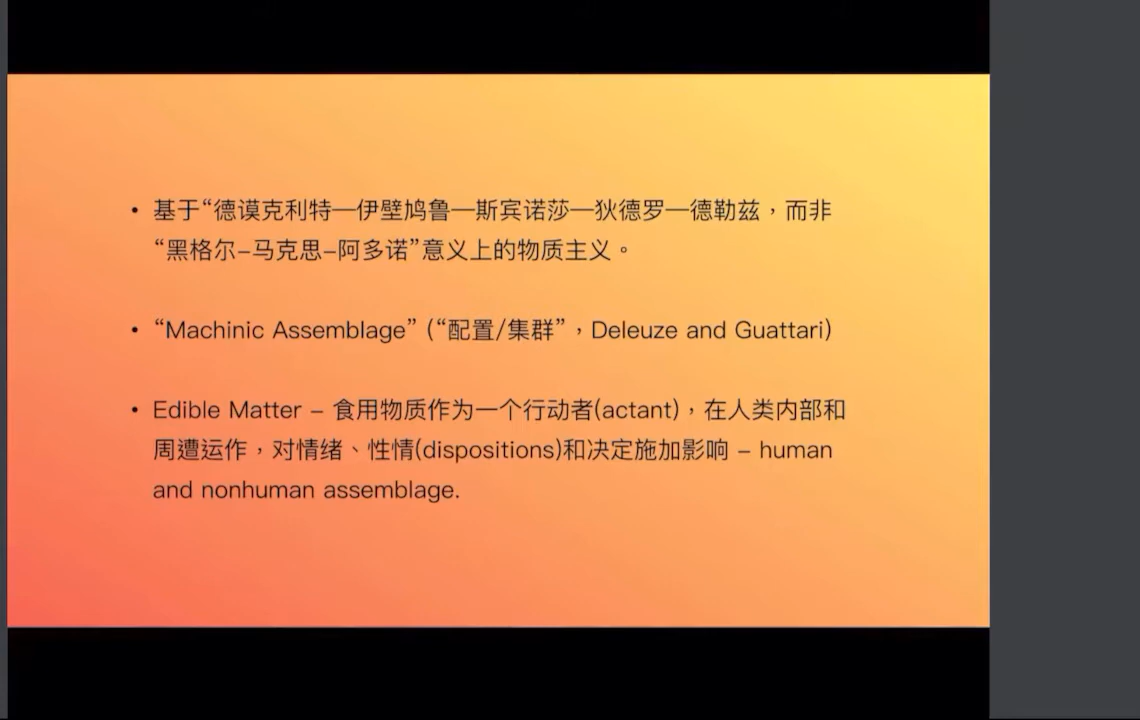 • 基于“德谟克利特—伊壁鸠鲁—斯宾诺莎—狄德罗—德勒兹，而非
“黑格尔–马克思–阿多诺”意义上的物质主义。
• “Machinic Assemblage” (“配置/集群”，Deleuze and Guattari)
• Edible Matter – 食用物质作为一个行动者(actant)，在人类内部和
周遭运作，对情绪、性情(dispositions)和决定施加影响 – human
and nonhuman assemblage.